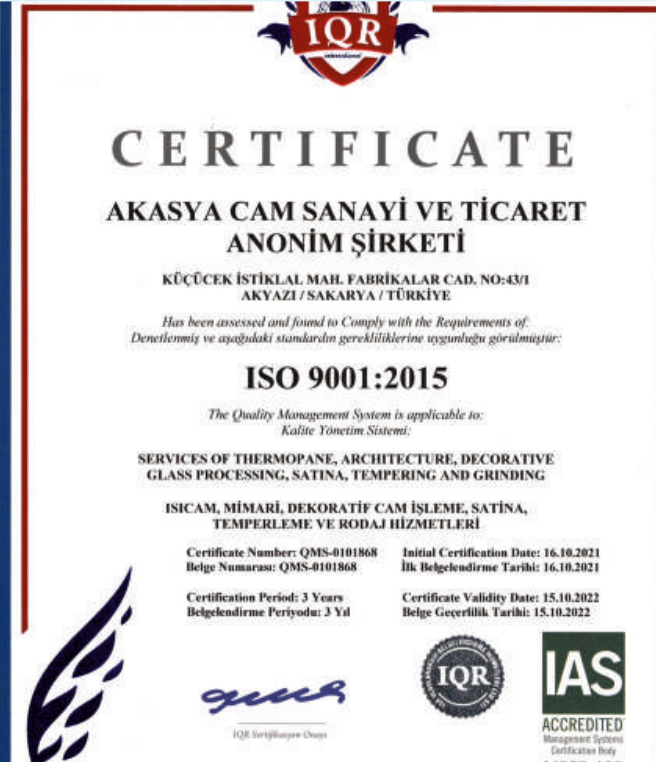 IQR
CERTIFICATE
AKASYA CAM SANAYİ VE TİCARET
ANONİM ŞİRKETİ
KÜÇÜCEK İSTİKLAL MAH. FABRİKALAR CAD. NO:43/1
AKYAZI / SAKARYA / TÜRKİYE
Has been assessed and found to Comply with the Requirements of:
Denetlenmiş ve aşağıdaki standardın gerekliliklerine uygunluğu görülmüştür:
ISO 9001:2015
The Quality Management System is applicable to:
Kalite Yönetim Sistemi:
SERVICES OF THERMOPANE, ARCHITECTURE, DECORATIVE
GLASS PROCESSING, SATINA, TEMPERING AND GRINDING
ISICAM, MİMARİ, DEKORATİF CAM İŞLEME, SATİNA,
TEMPERLEME VE RODAJ HİZMETLERİ
Certificate Number: QMS-0101868
Belge Numarası: QMS-0101868
Initial Certification Date: 16.10.2021
İlk Belgelendirme Tarihi: 16.10.2021
Certification Period: 3 Years
Belgelendirme Periyodu: 3 Yıl
Certificate Validity Date: 15.10.2022
Belge Geçerlilik Tarihi: 15.10.2022
IQR Sertifikasyon Onayı
IQR
IAS
ACCREDITED
Management Systems
Certification Body